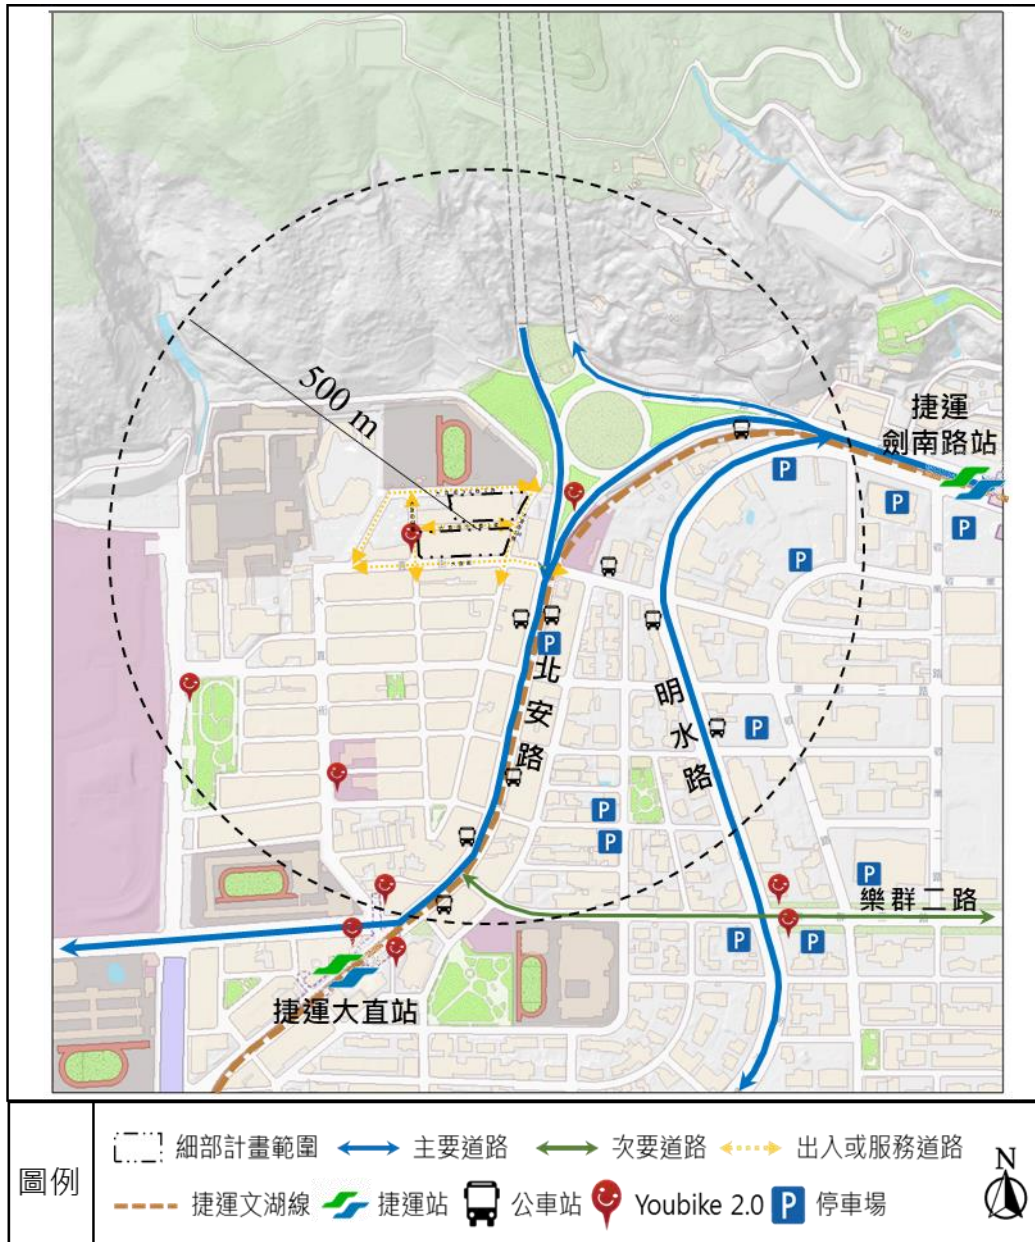 500 m
捷運
劍南路站
北安路
明水路
樂群二路
捷運大直站
圖例
細部計畫範圍
主要道路
次要道路
出入或服務道路
捷運文湖線
捷運站
公車站
Youbike 2.0
停車場
N
P
P
P
P
P
P
P
P
P
P
P
大
直
街